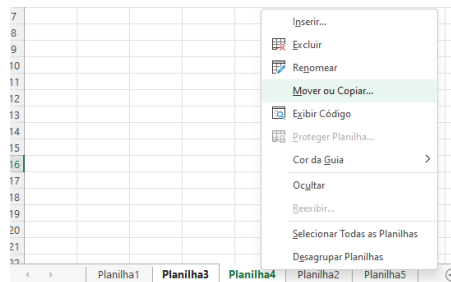 7
8
9
10
11
12
13
14
15
16
17
18
19
20
21
22
Inserir...
Excluir
Renomear
Mover ou Copiar...
Exibir Código
Proteger Planilha...
Cor da Guia
Ocultar
Reexibir...
Selecionar Todas as Planilhas
Desagrupar Planilhas
Planilha1 Planilha3 Planilha4 Planilha2 Planilha5